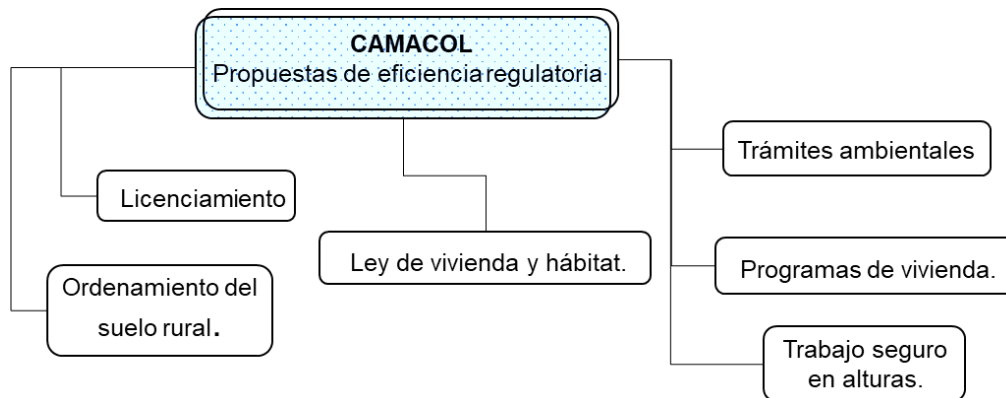 CAMACOL
Propuestas de eficiencia regulatoria
Trámites ambientales
Licenciamiento
Ley de vivienda y hábitat.
Programas de vivienda.
Ordenamiento del
suelo rural.
Trabajo seguro
en alturas.